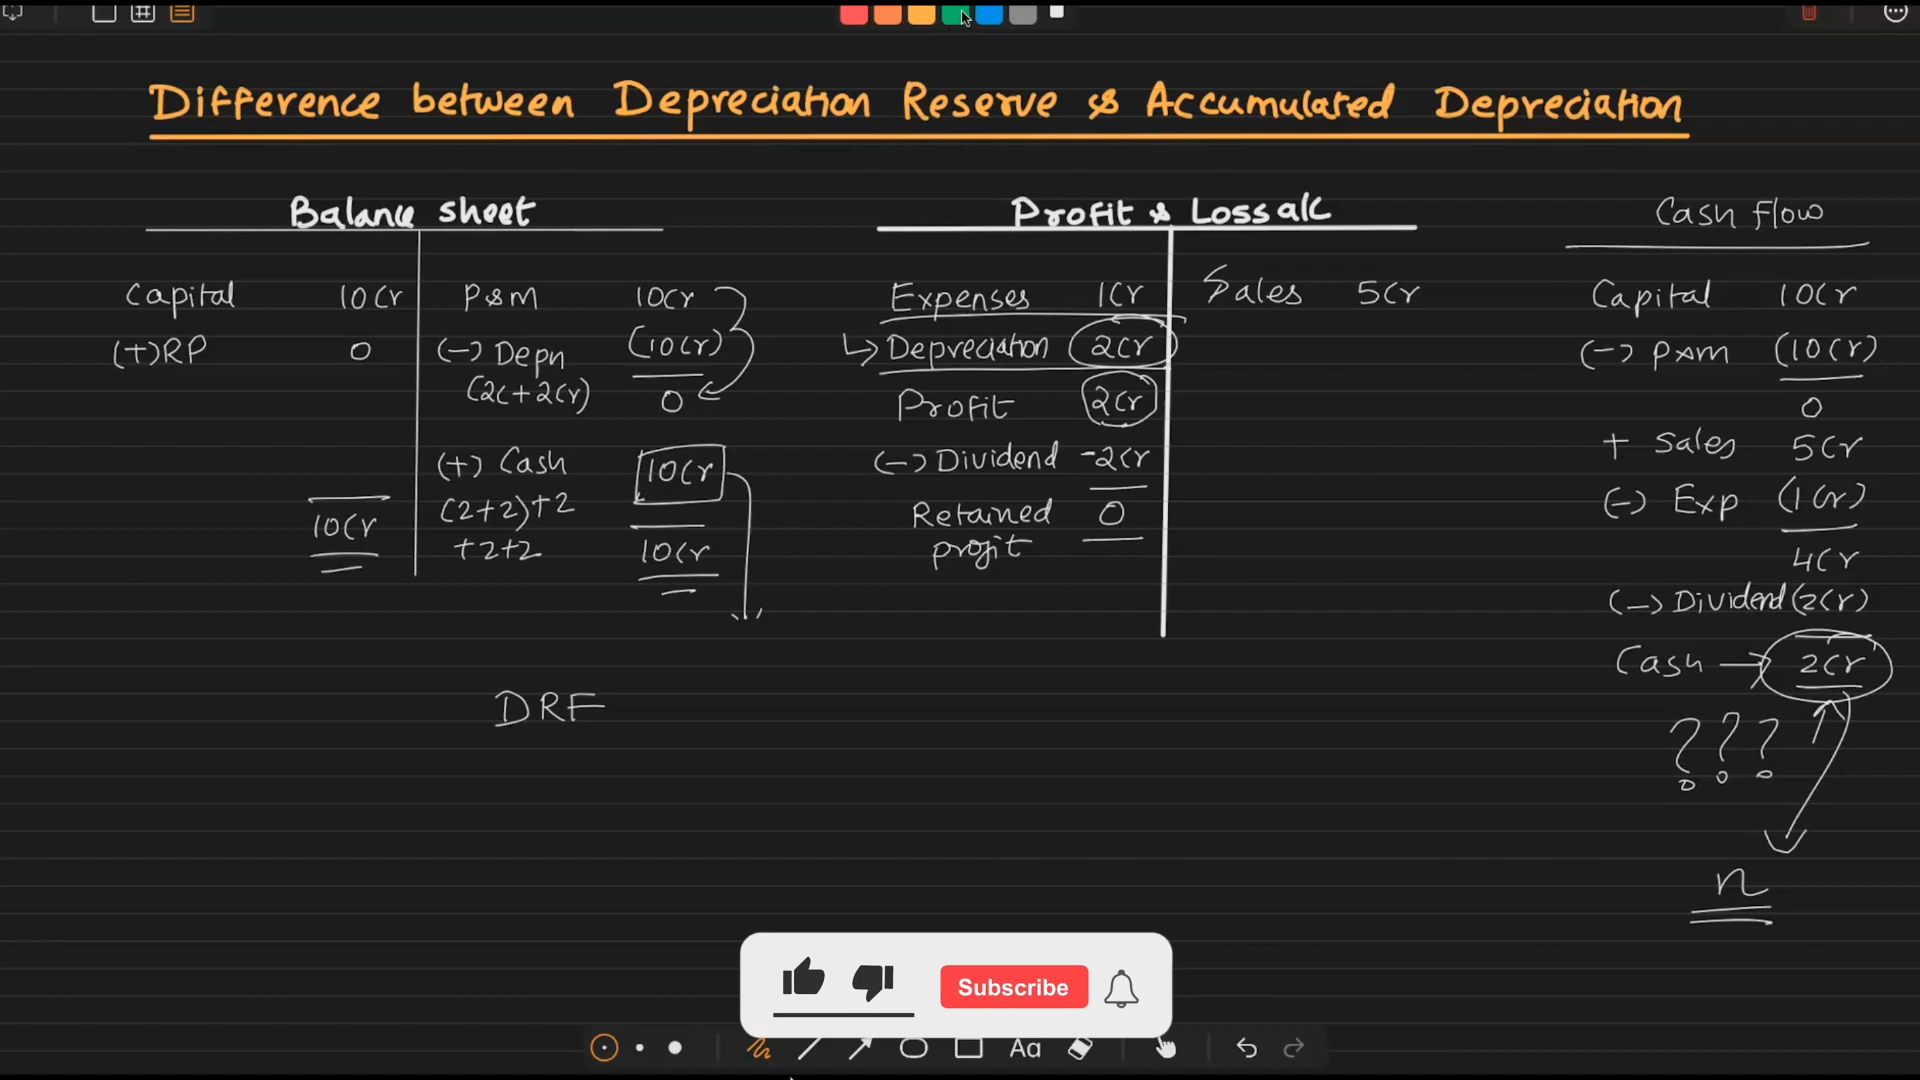 Difference between Depreciation Reserve & Accumulated Depreciation
Balance sheet
Capital 10Cr
(+) RP 0
10Cr
P&M 10Cr
(-) Depn (10Cr)
(2C+2Cr) 0
(+) Cash 10Cr
(2+2)+2
+2+2 10Cr
DRF
Profit & Loss a/c
Expenses 1Cr
Depreciation 2Cr
Profit 2Cr
(-) Dividend -2Cr
Retained 0
profit
Sales 5Cr
Cash flow
Capital 10Cr
(-) P&M (10Cr)
0
+ Sales 5Cr
(-) Exp (1Cr)
4Cr
(-) Dividend (2Cr)
Cash → 2Cr
???
n
Subscribe
Aa